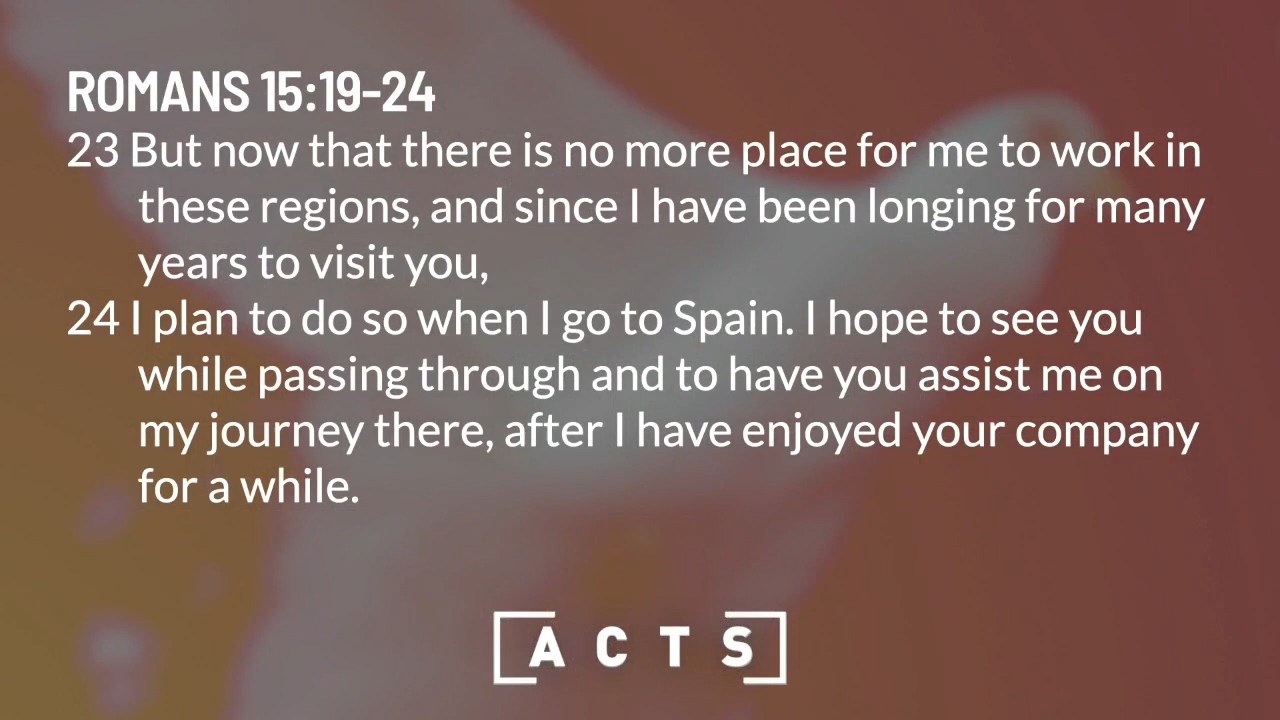 ROMANS 15:19-24
23 But now that there is no more place for me to work in
these regions, and since I have been longing for many
years to visit you,
24 I plan to do so when I go to Spain. I hope to see you
while passing through and to have you assist me on
my journey there, after I have enjoyed your company
for a while.
ACTS